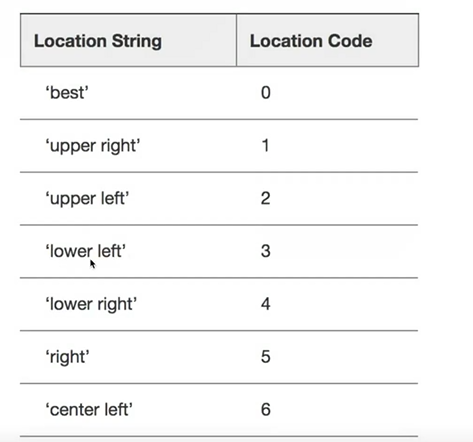 Location String Location Code
‘best’ 0
‘upper right’ 1
‘upper left’ 2
‘lower left’ 3
‘lower right’ 4
‘right’ 5
‘center left’ 6